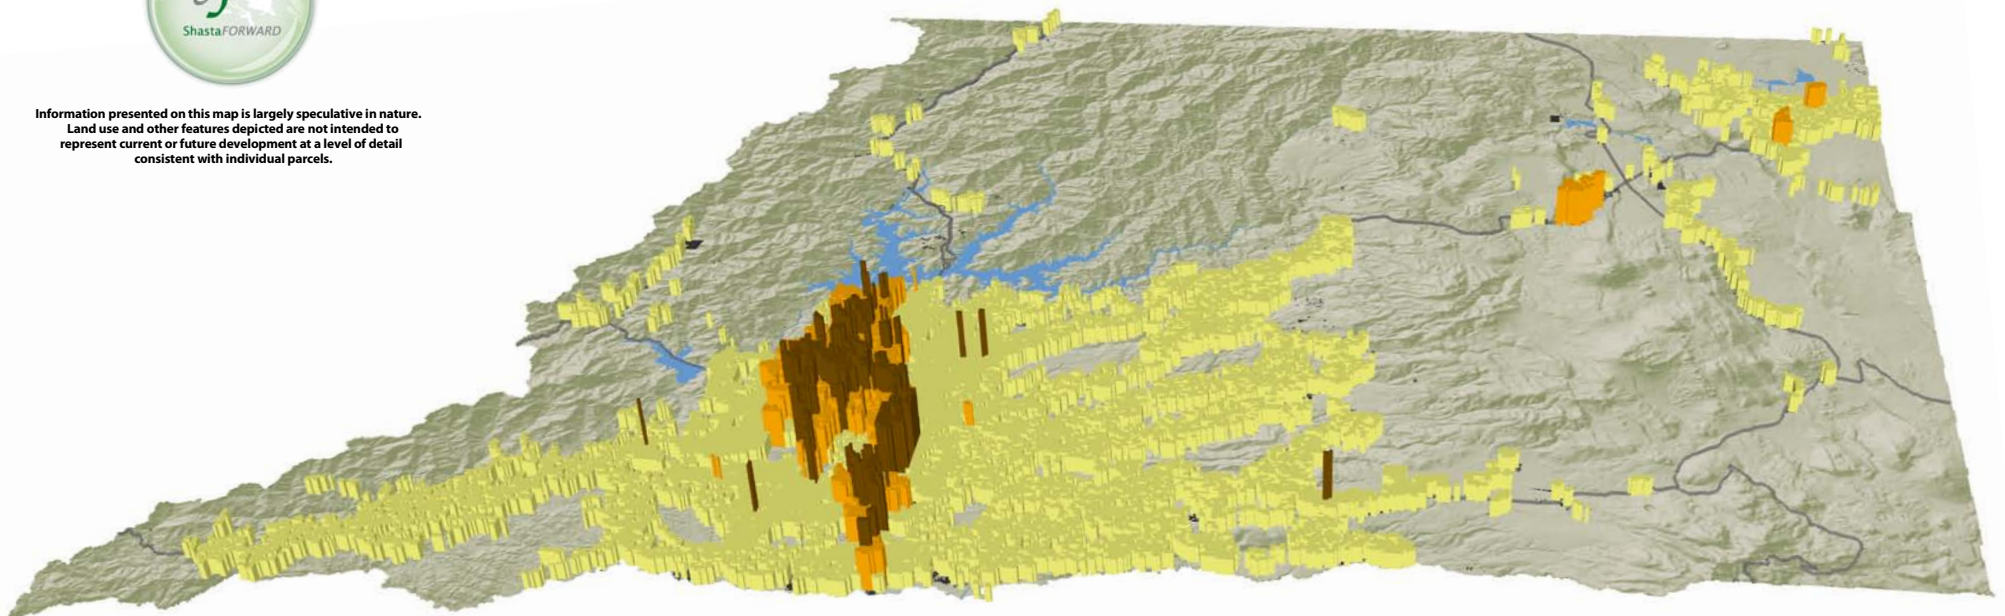 ShastaFORWARD
Information presented on this map is largely speculative in nature.
Land use and other features depicted are not intended to
represent current or future development at a level of detail
consistent with individual parcels.